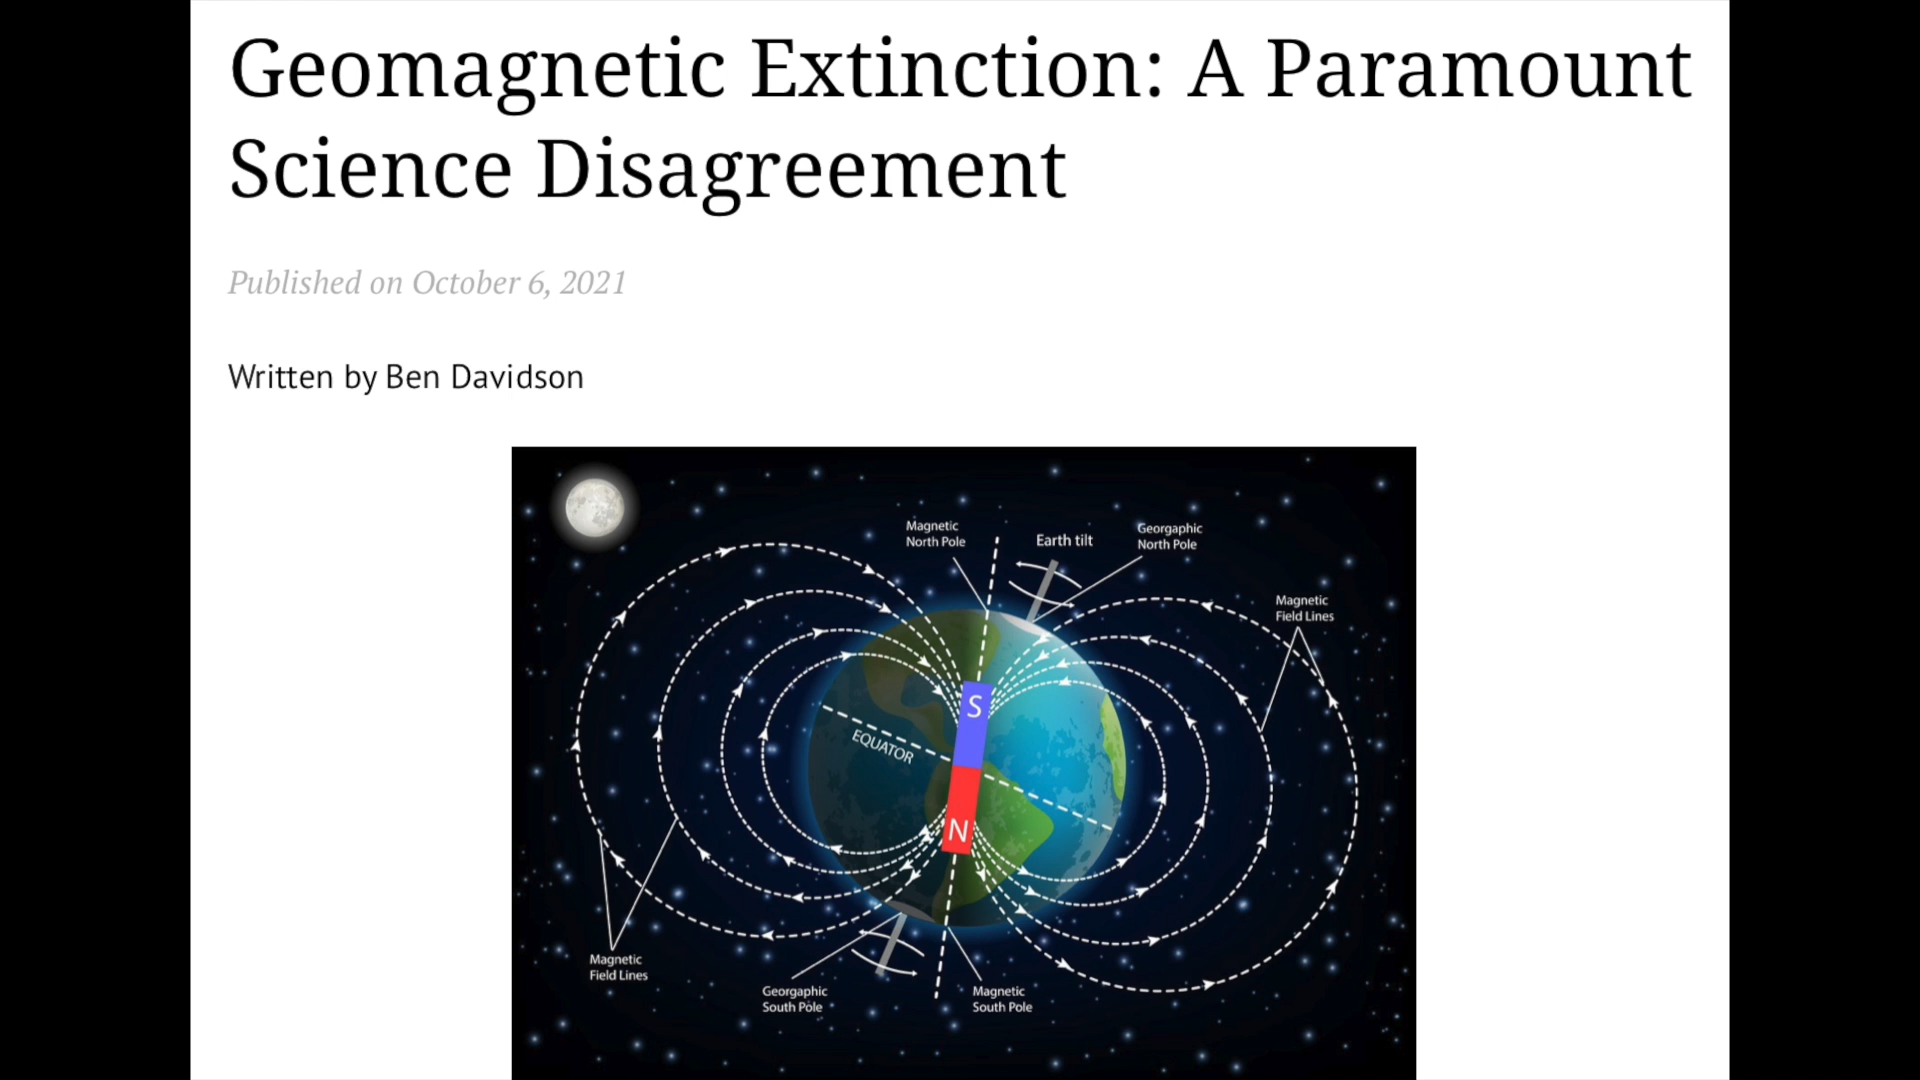 Geomagnetic Extinction: A Paramount
Science Disagreement
Published on October 6, 2021
Written by Ben Davidson
Magnetic
North Pole
Earth tilt
Georgaphic
North Pole
Magnetic
Field Lines
S
EQUATOR
N
Magnetic
Field Lines
Georgaphic
South Pole
Magnetic
South Pole